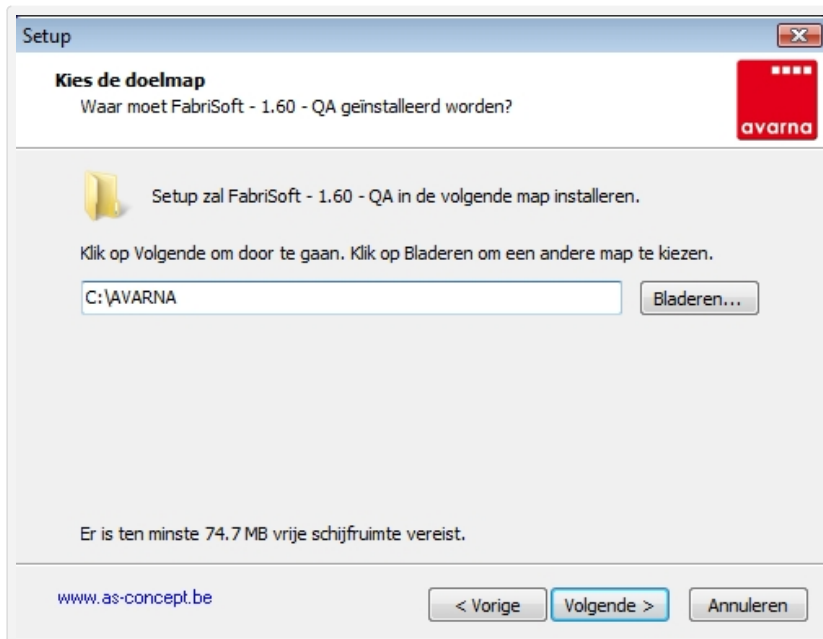 Setup
Kies de doelmap
Waar moet FabriSoft - 1.60 - QA geïnstalleerd worden?
avarna
Setup zal FabriSoft - 1.60 - QA in de volgende map installeren.
Klik op Volgende om door te gaan. Klik op Bladeren om een andere map te kiezen.
C:\AVARNA
Bladeren...
Er is ten minste 74.7 MB vrije schijfruimte vereist.
www.as-concept.be
< Vorige
Volgende >
Annuleren